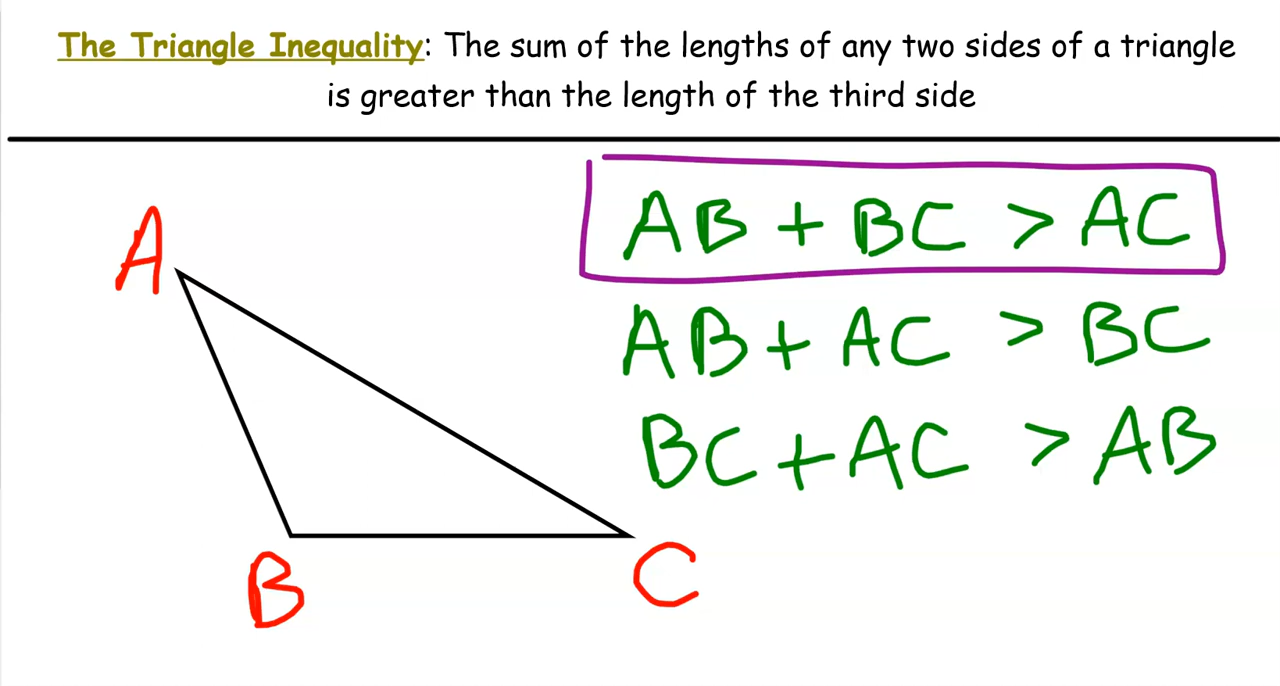 The Triangle Inequality: The sum of the lengths of any two sides of a triangle
is greater than the length of the third side
AB + BC > AC
A
AB + AC > BC
BC + AC > AB
B
C